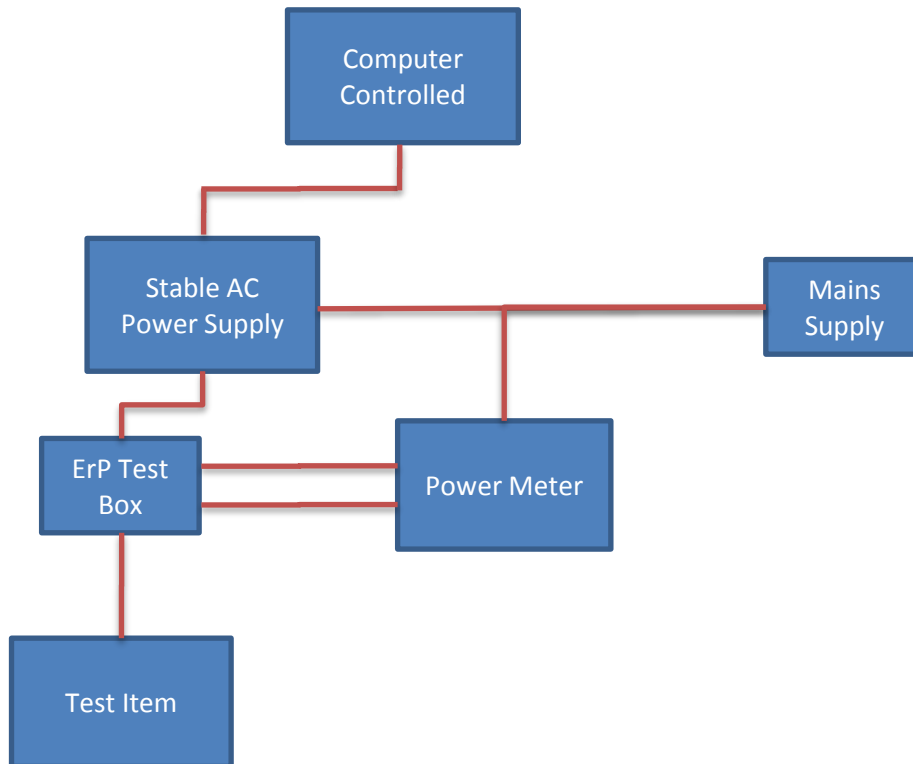 Computer
Controlled
Stable AC
Power Supply
Mains
Supply
ErP Test
Box
Power Meter
Test Item